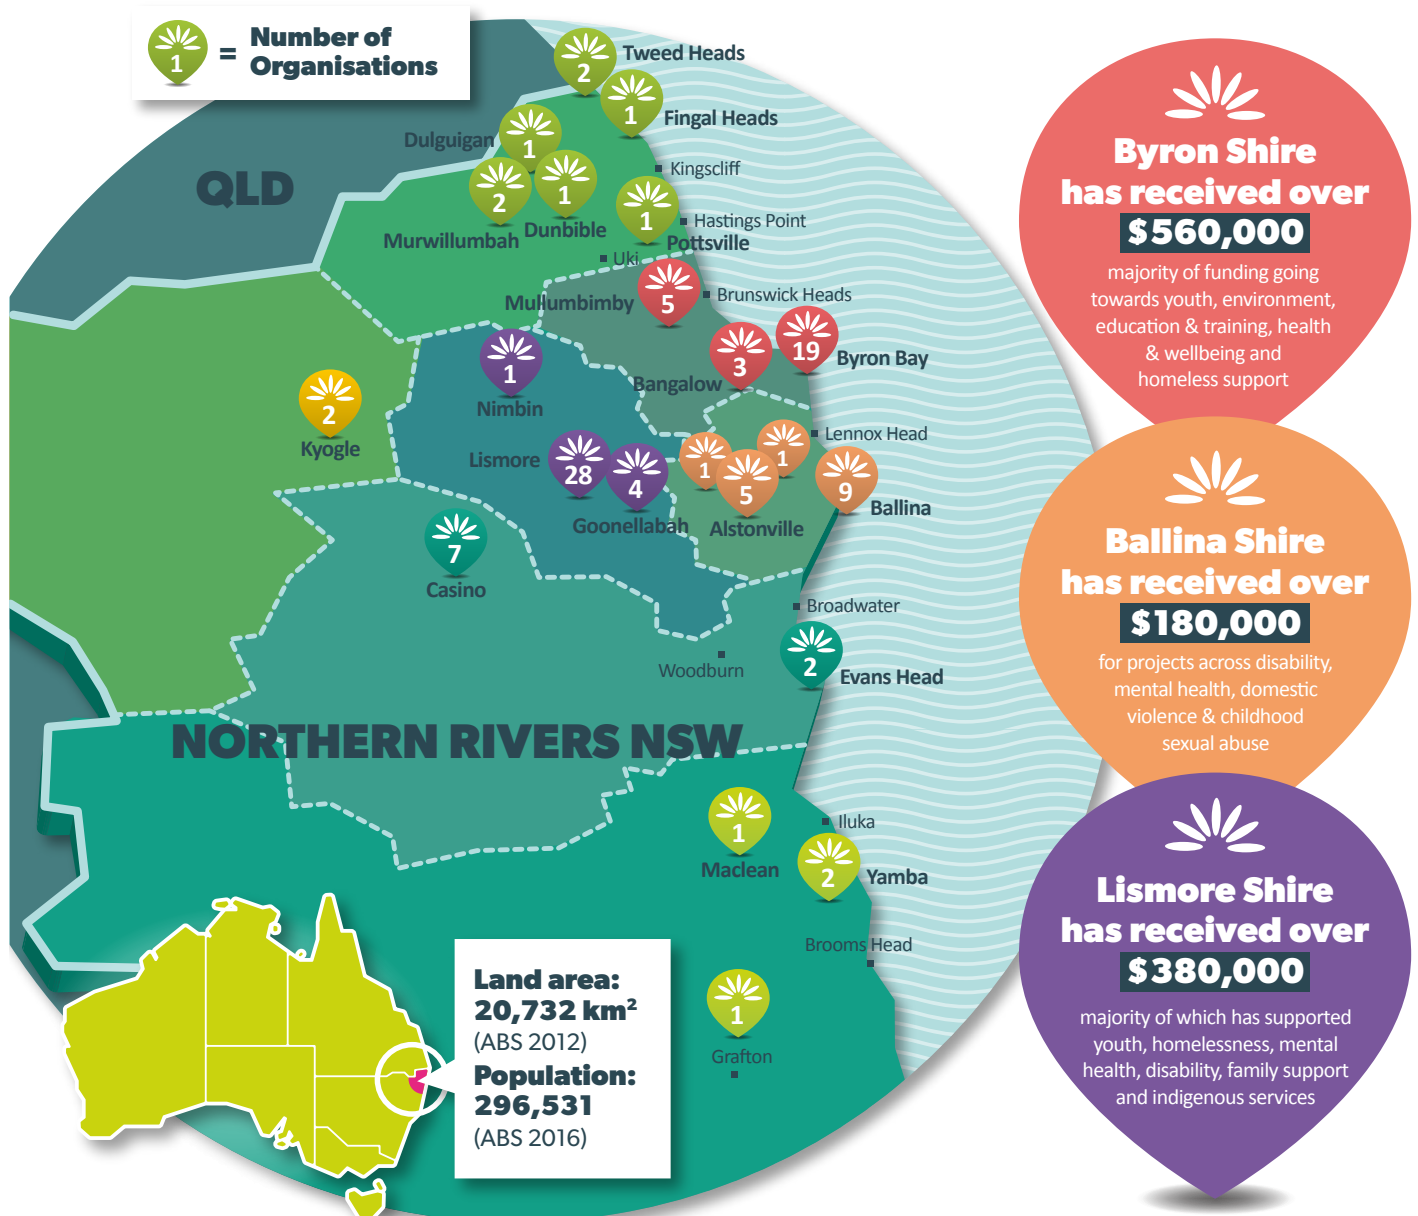 1
=
Number of
Organisations
2
Tweed Heads
1
Fingal Heads
Dulguigan
1
Kingscliff
QLD
2
1
1
Hastings Point
Murwillumbah
Dunbible
Pottsville
Uki
Mullumbimby
5
Brunswick Heads
1
3
19
Byron Bay
Bangalow
Nimbin
2
Kyogle
Lennox Head
Lismore
28
4
1
5
1
9
Ballina
Goonellabah
Alstonville
7
Casino
Broadwater
Woodburn
2
Evans Head
NORTHERN RIVERS NSW
1
Maclean
Iluka
2
Yamba
Brooms Head
1
Grafton
Land area:
20,732 km²
(ABS 2012)
Population:
296,531
(ABS 2016)
Byron Shire
has received over
$560,000
majority of funding going
towards youth, environment,
education & training, health
& wellbeing and
homeless support
Ballina Shire
has received over
$180,000
for projects across disability,
mental health, domestic
violence & childhood
sexual abuse
Lismore Shire
has received over
$380,000
majority of which has supported
youth, homelessness, mental
health, disability, family support
and indigenous services